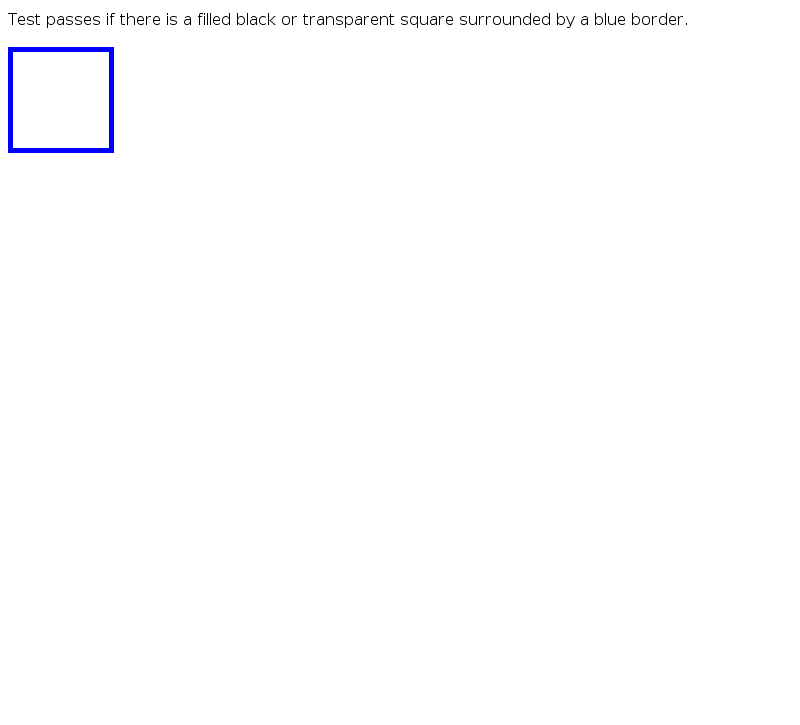 Test passes if there is a filled black or transparent square surrounded by a blue border.